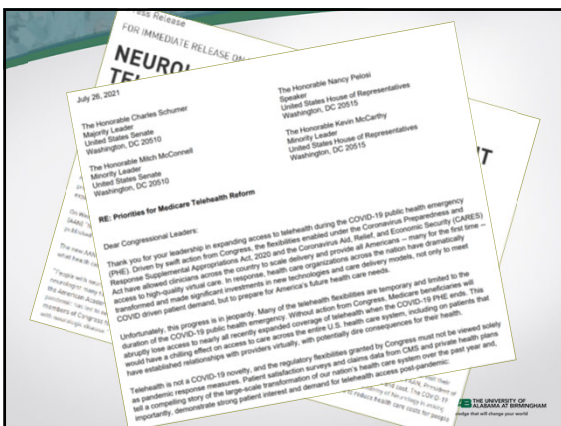 Press Release
FOR IMMEDIATE RELEASE ON
NEUROL
TEL
July 26, 2021
The Honorable Charles Schumer
Majority Leader
United States Senate
Washington, DC 20510
The Honorable Mitch McConnell
Minority Leader
United States Senate
Washington, DC 20510
The Honorable Nancy Pelosi
Speaker
United States House of Representatives
Washington, DC 20515
The Honorable Kevin McCarthy
Minority Leader
United States House of Representatives
Washington, DC 20515
RE: Priorities for Medicare Telehealth Reform
Dear Congressional Leaders:
Thank you for your leadership in expanding access to telehealth during the COVID-19 public health emergency
(PHE). Driven by swift action from Congress, the flexibilities enabled under the Coronavirus Preparedness and
Response Supplemental Appropriations Act, 2020 and the Coronavirus Aid, Relief, and Economic Security (CARES)
Act have allowed clinicians across the country to scale delivery and provide all Americans -- many for the first time --
access to high-quality virtual care. In response, health care organizations across the nation have dramatically
transformed and made significant investments in new technologies and care delivery models, not only to meet
COVID driven patient demand, but to prepare for America's future health care needs.
Unfortunately, this progress is in jeopardy. Many of the telehealth flexibilities are temporary and limited to the
duration of the COVID-19 public health emergency. Without action from Congress, Medicare beneficiaries will
abruptly lose access to nearly all recently expanded coverage of telehealth when the COVID-19 PHE ends. This
would have a chilling effect on access to care across the entire U.S. health care system, including on patients that
have established relationships with providers virtually, with potentially dire consequences for their health.
Telehealth is not a COVID-19 novelty, and the regulatory flexibilities granted by Congress must not be viewed solely
as pandemic response measures. Patient satisfaction surveys and claims data from CMS and private health plans
tell a compelling story of the large-scale transformation of our nation's health care system over the past year and,
importantly, demonstrate strong patient interest and demand for telehealth access post-pandemic:
THE UNIVERSITY OF
ALABAMA AT BIRMINGHAM
that will change your world